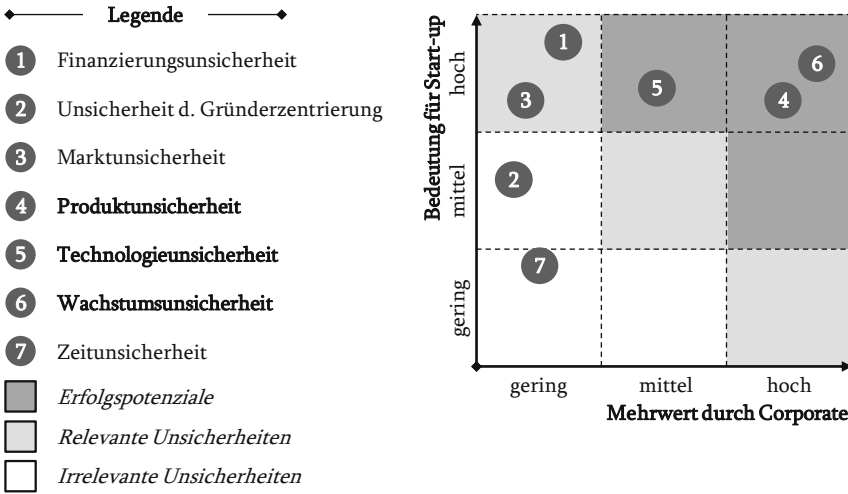 Legende
1 Finanzierungsunsicherheit
2 Unsicherheit d. Gründerzentrierung
3 Marktunsicherheit
4 Produktunsicherheit
5 Technologieunsicherheit
6 Wachstumsunsicherheit
7 Zeitunsicherheit
Erfolgspotenziale
Relevante Unsicherheiten
Irrelevante Unsicherheiten
Bedeutung für Start-up
hoch
mittel
gering
1
6
5
3
4
2
7
gering mittel hoch
Mehrwert durch Corporate